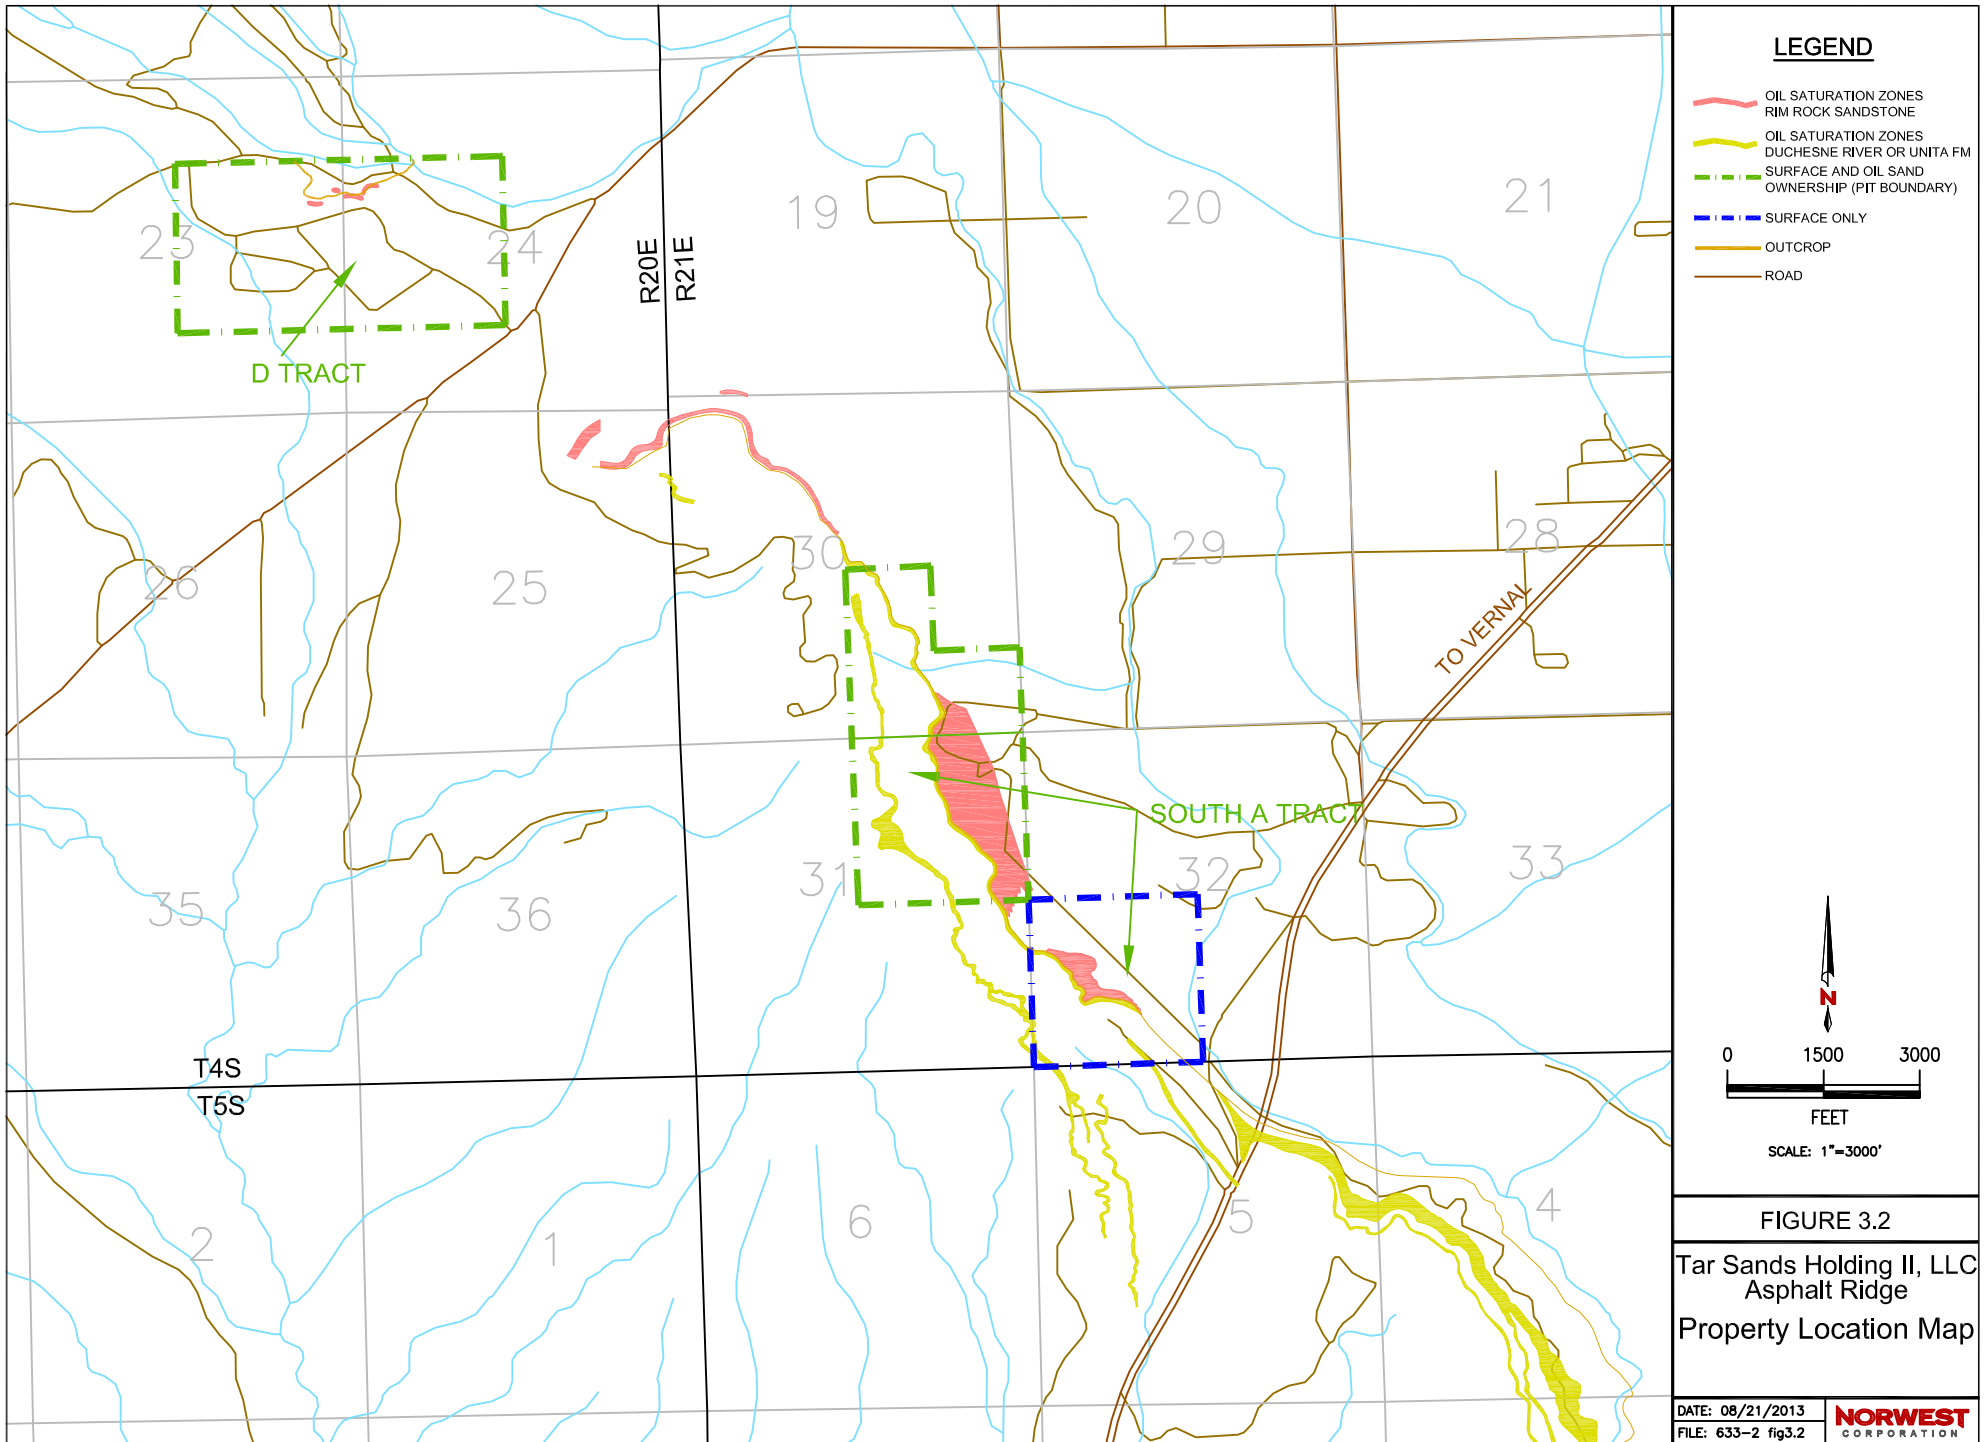 LEGEND
OIL SATURATION ZONES
RIM ROCK SANDSTONE
OIL SATURATION ZONES
DUCHESNE RIVER OR UNITA FM
SURFACE AND OIL SAND
OWNERSHIP (PIT BOUNDARY)
SURFACE ONLY
OUTCROP
ROAD
19
20
21
23
24
R20E
R21E
D TRACT
30
29
28
26
25
TO VERNAL
SOUTH A TRACT
31
32
33
35
36
T4S
T5S
2
1
6
5
4
N
0 1500 3000
FEET
SCALE: 1"=3000'
FIGURE 3.2
Tar Sands Holding II, LLC
Asphalt Ridge
Property Location Map
DATE: 08/21/2013
FILE: 633-2 fig3.2
NORWEST
CORPORATION